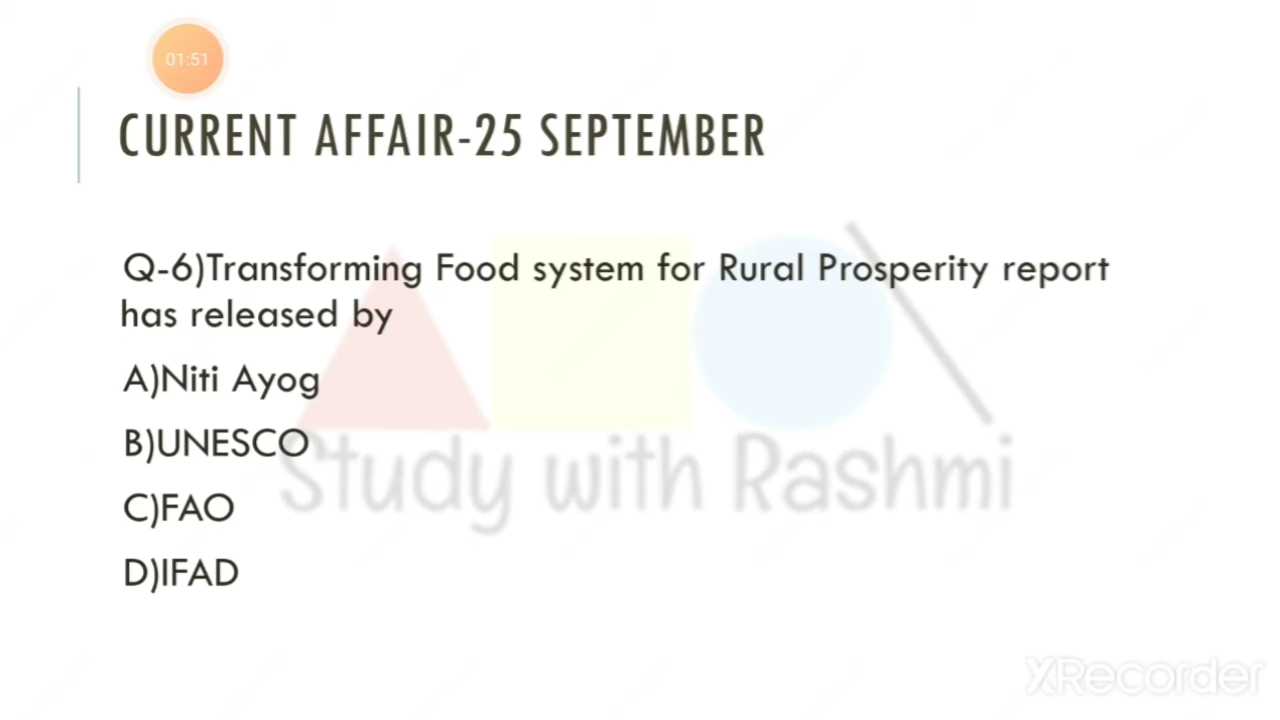 01:51
CURRENT AFFAIR-25 SEPTEMBER
Q-6)Transforming Food system for Rural Prosperity report
has released by
A)Niti Ayog
B)UNESCO
C)FAO
D)IFAD
Study with Rashmi
XRecorder